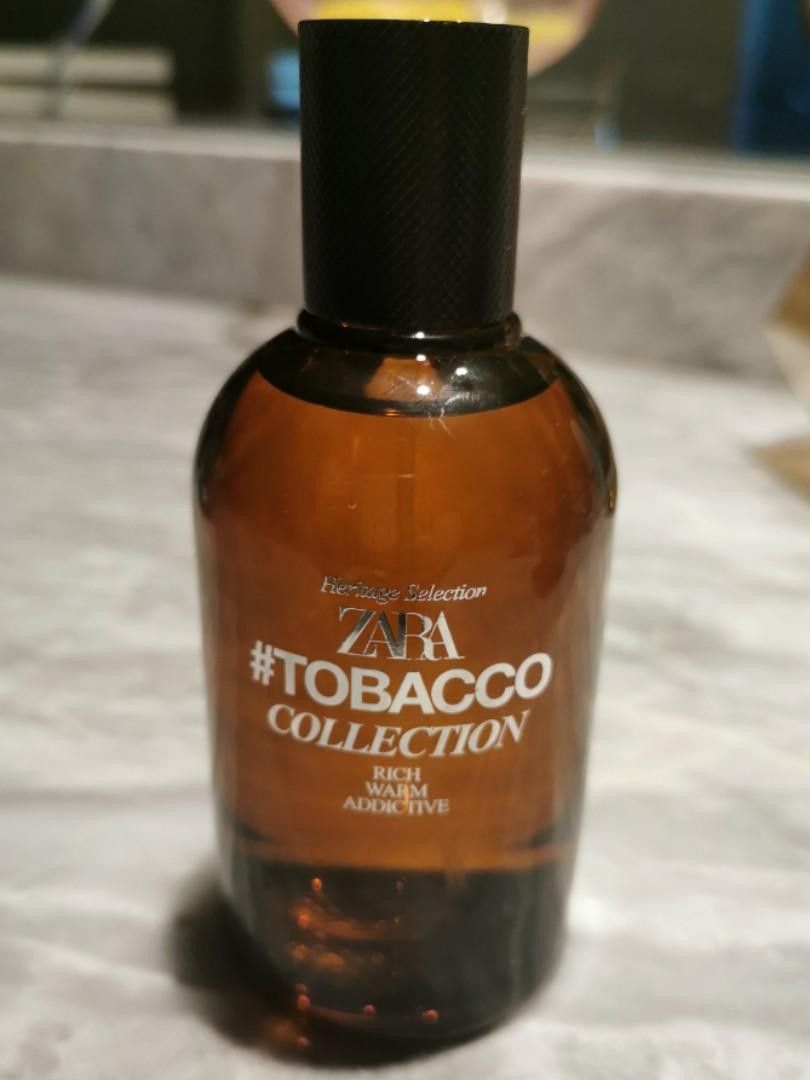 Heritage Selection
ZARA
#TOBACCO
COLLECTION
RICH
WARM
ADDICTIVE